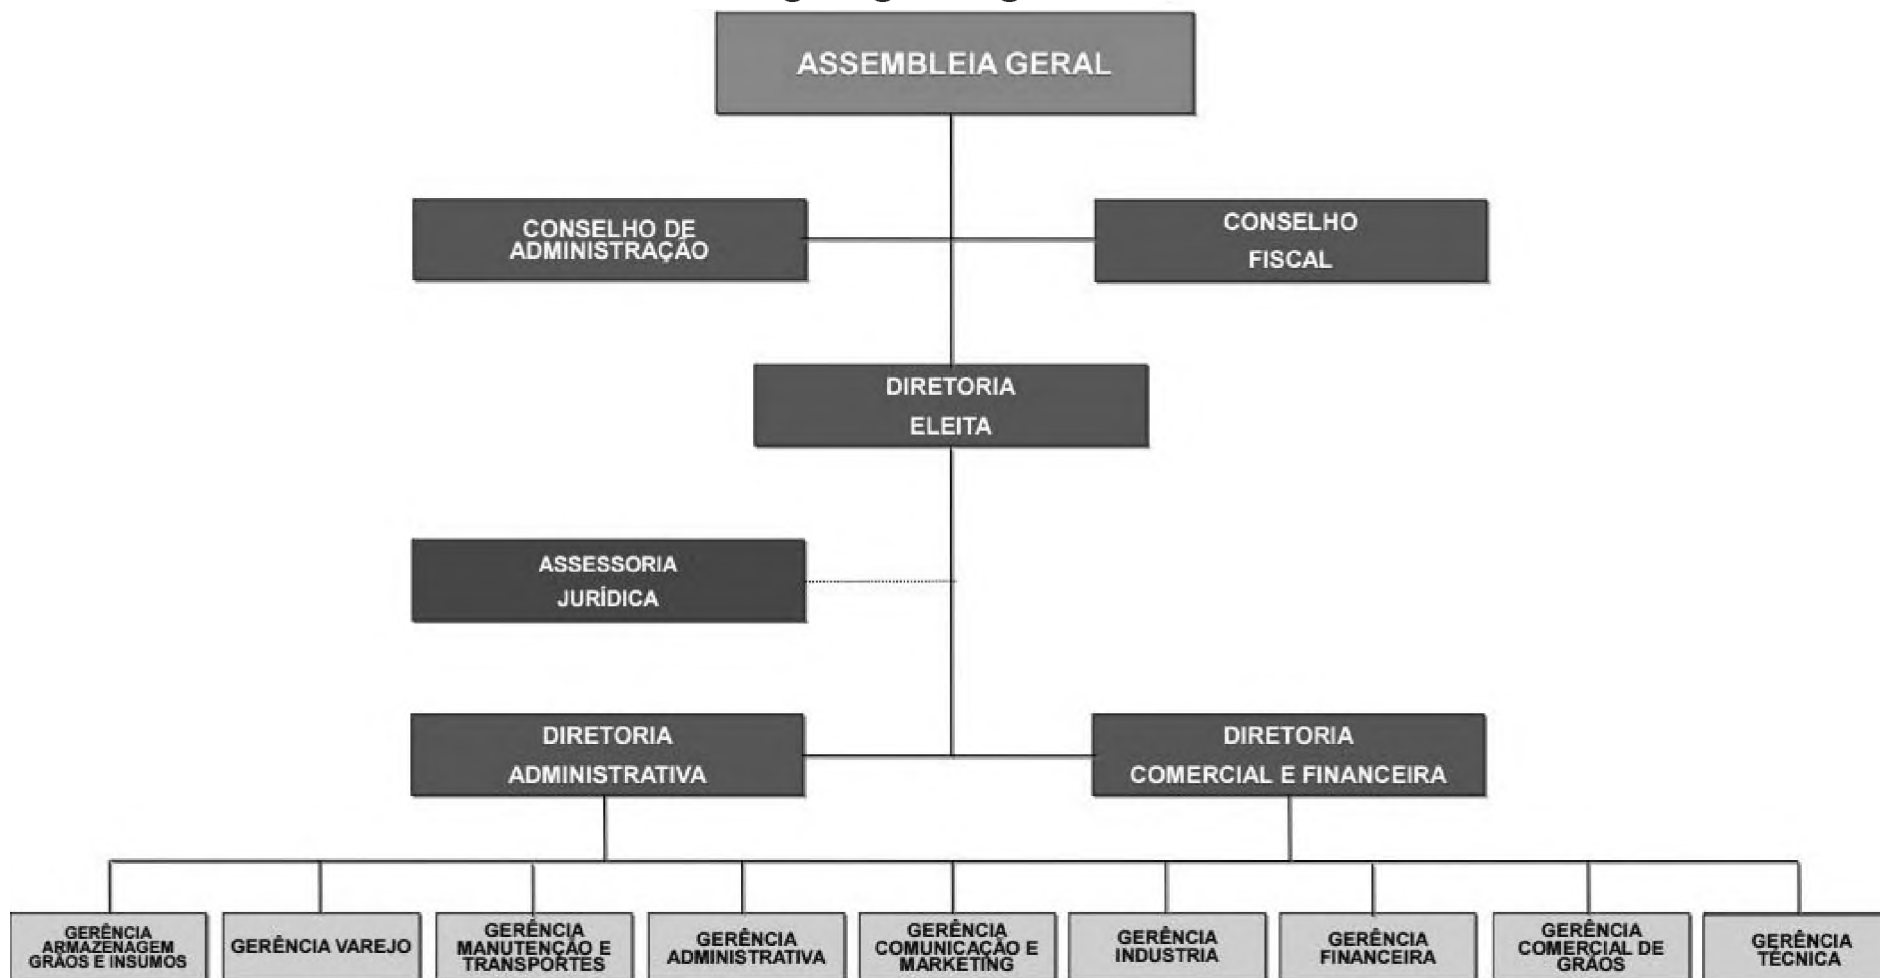 ASSEMBLEIA GERAL
CONSELHO DE
ADMINISTRAÇÃO
CONSELHO
FISCAL
DIRETORIA
ELEITA
ASSESSORIA
JURÍDICA
DIRETORIA
ADMINISTRATIVA
DIRETORIA
COMERCIAL E FINANCEIRA
GERÊNCIA
ARMAZENAGEM
GRÃOS E INSUMOS
GERÊNCIA VAREJO
GERÊNCIA
MANUTENÇÃO E
TRANSPORTES
GERÊNCIA
ADMINISTRATIVA
GERÊNCIA
COMUNICAÇÃO E
MARKETING
GERÊNCIA
INDUSTRIA
GERÊNCIA
FINANCEIRA
GERÊNCIA
COMERCIAL DE
GRÃOS
GERÊNCIA
TÉCNICA